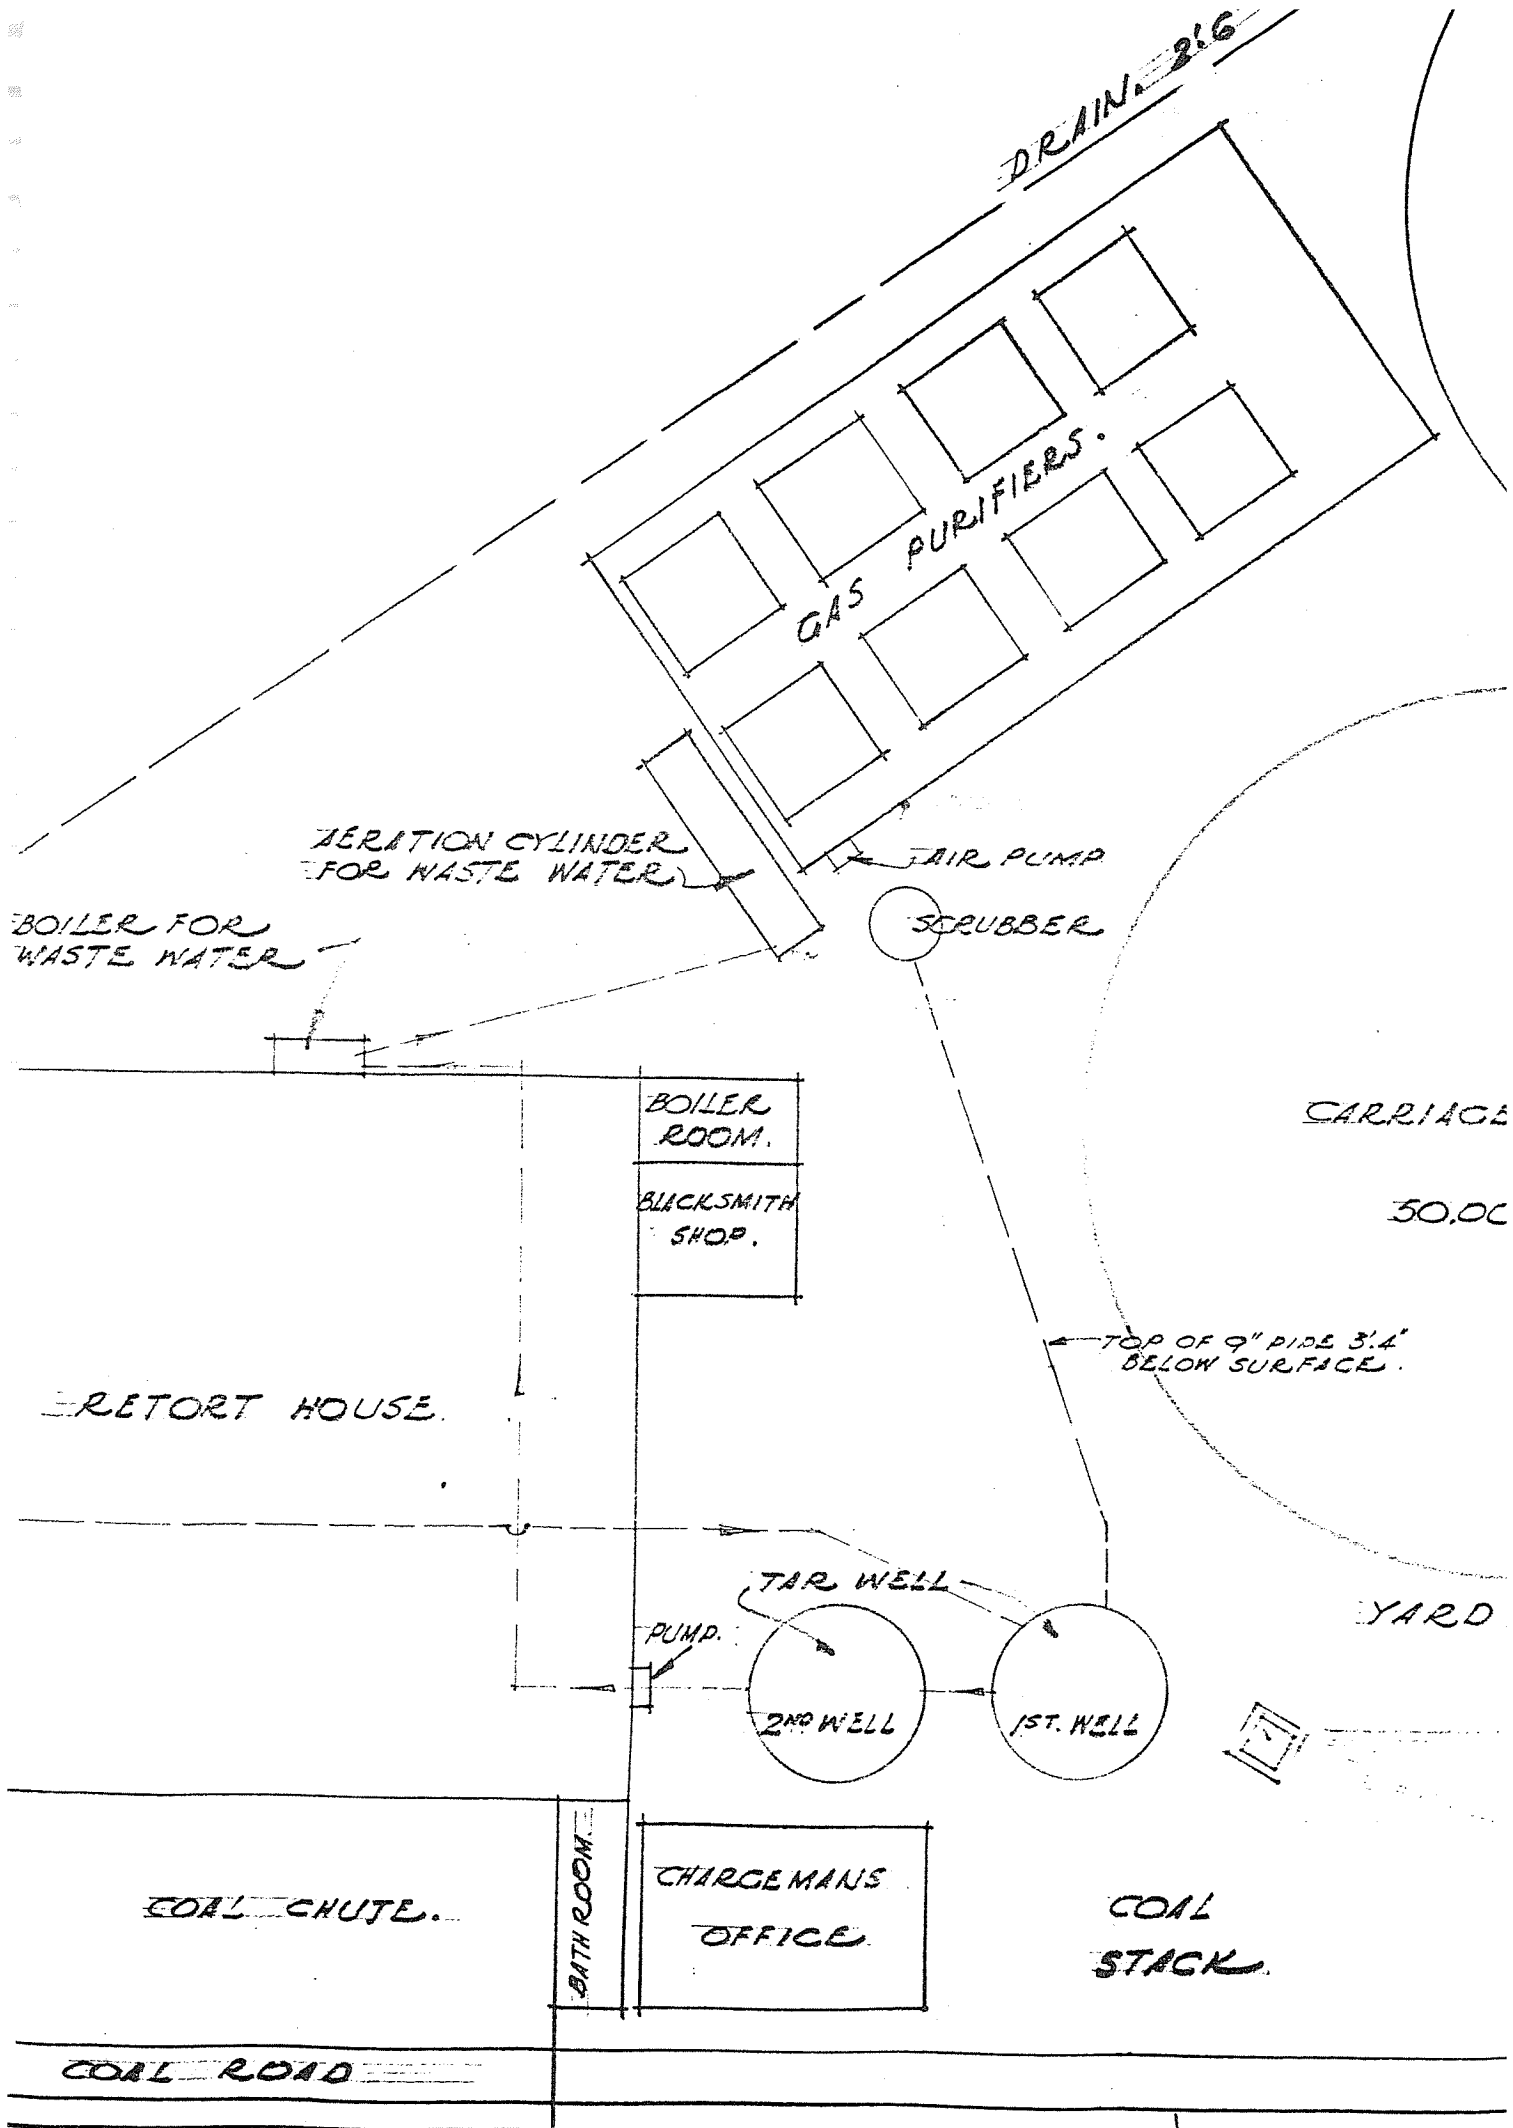 DRAIN. 2'.6
GAS PURIFIERS.
AERATION CYLINDER
FOR WASTE WATER
AIR PUMP
BOILER FOR
WASTE WATER
SCRUBBER
BOILER
ROOM.
CARRIAGE
BLACKSMITH
SHOP.
50.00
TOP OF 9" PIPE 3'.4"
BELOW SURFACE.
RETORT HOUSE.
TAR WELL
YARD
PUMP.
2ND WELL
1ST. WELL
BATH ROOM.
CHARGEMANS
OFFICE
COAL CHUTE.
COAL
STACK.
COAL ROAD